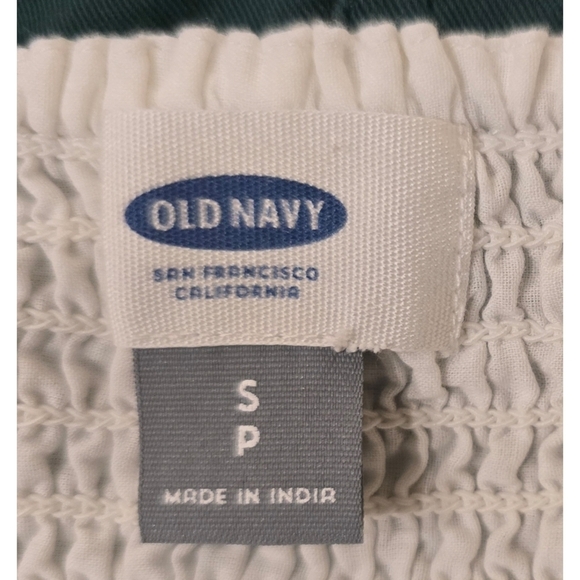 OLD NAVY
SAN FRANCISCO
CALIFORNIA
S
P
MADE IN INDIA